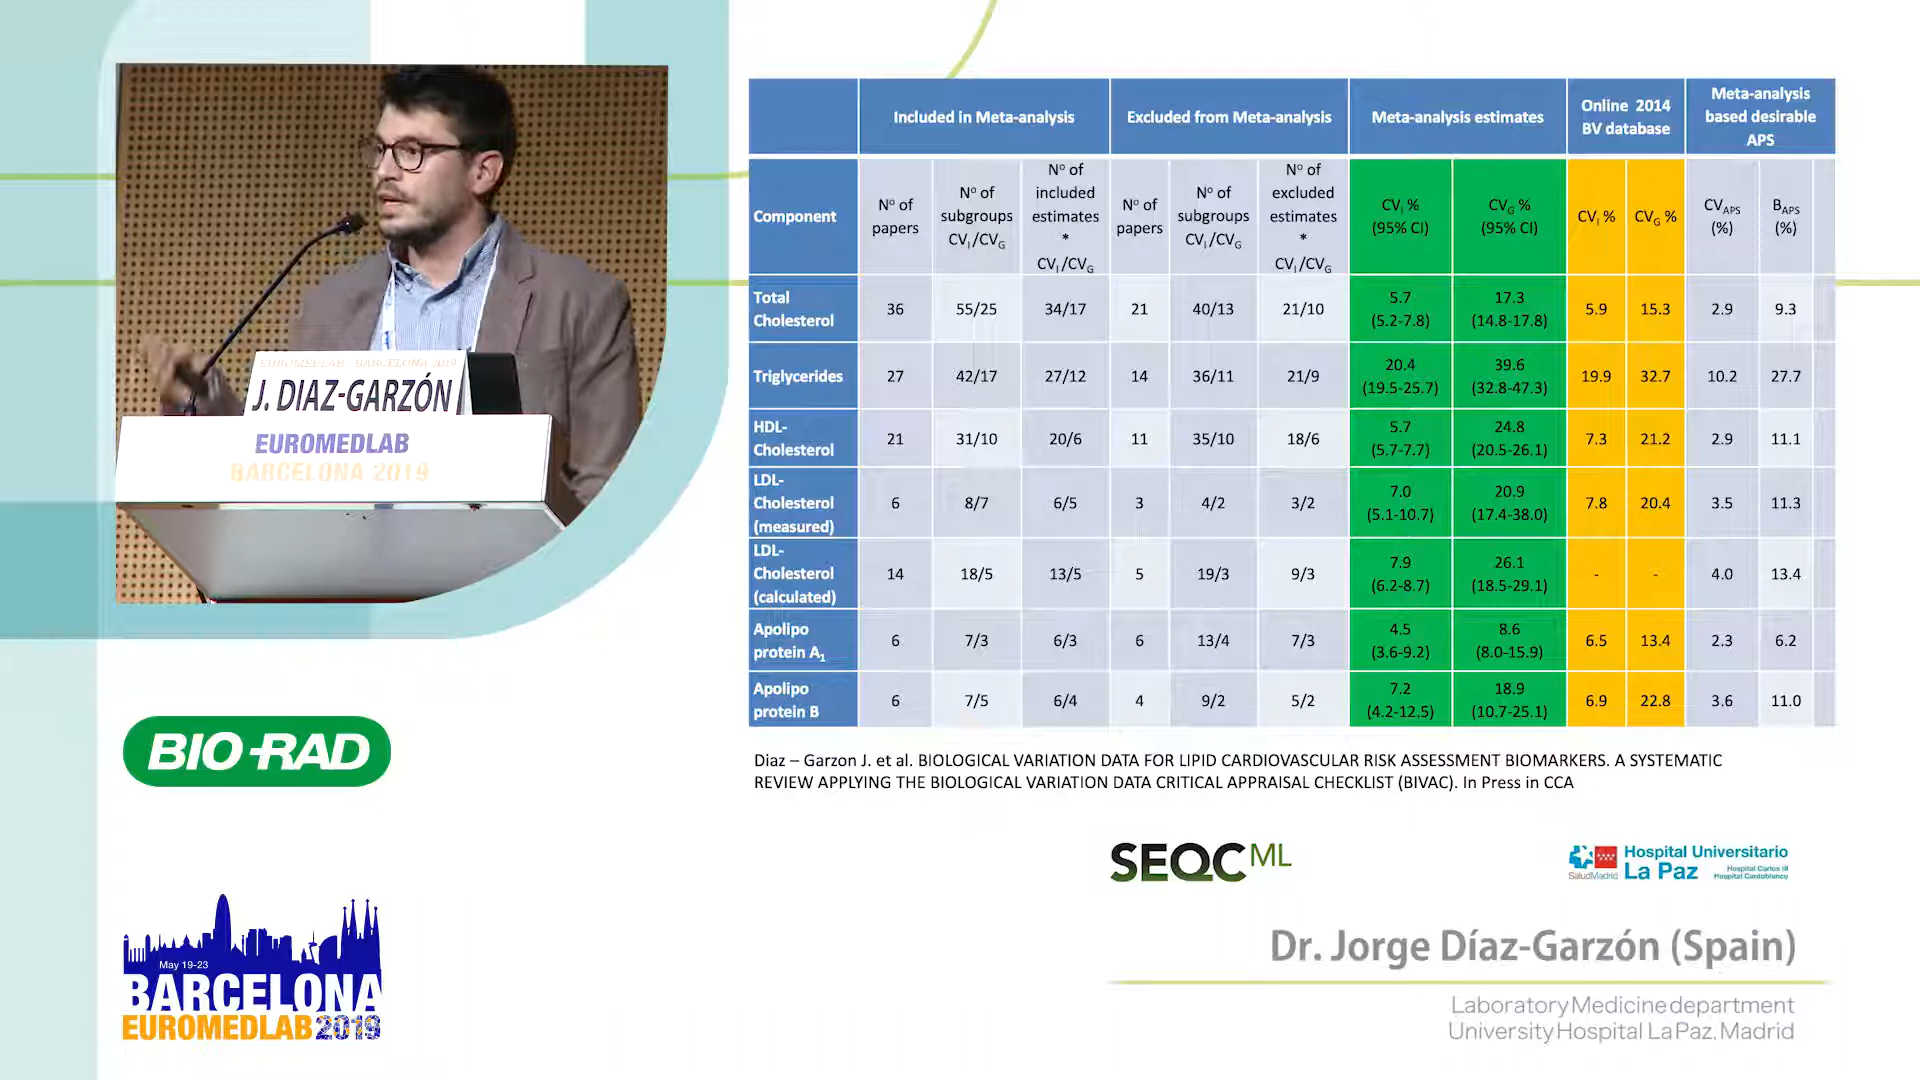 EUROMEDLAB - BARCELONA 2019
J. DIAZ-GARZÓN
EUROMEDLAB
BARCELONA 2019
BIO-RAD
May 19-23
BARCELONA
EUROMEDLAB 2019
Included in Meta-analysis Excluded from Meta-analysis Meta-analysis estimates Online 2014 BV database Meta-analysis based desirable APS
Component Nº of papers Nº of subgroups CVI/CVG Nº of included estimates * CVI/CVG Nº of papers Nº of subgroups CVI/CVG Nº of excluded estimates * CVI/CVG CVI % (95% CI) CVG % (95% CI) CVI % CVG % CVAPS (%) BAPS (%)
Total Cholesterol 36 55/25 34/17 21 40/13 21/10 5.7 (5.2-7.8) 17.3 (14.8-17.8) 5.9 15.3 2.9 9.3
Triglycerides 27 42/17 27/12 14 36/11 21/9 20.4 (19.5-25.7) 39.6 (32.8-47.3) 19.9 32.7 10.2 27.7
HDL-Cholesterol 21 31/10 20/6 11 35/10 18/6 5.7 (5.7-7.7) 24.8 (20.5-26.1) 7.3 21.2 2.9 11.1
LDL-Cholesterol (measured) 6 8/7 6/5 3 4/2 3/2 7.0 (5.1-10.7) 20.9 (17.4-38.0) 7.8 20.4 3.5 11.3
LDL-Cholesterol (calculated) 14 18/5 13/5 5 19/3 9/3 7.9 (6.2-8.7) 26.1 (18.5-29.1) - - 4.0 13.4
Apolipo protein A1 6 7/3 6/3 6 13/4 7/3 4.5 (3.6-9.2) 8.6 (8.0-15.9) 6.5 13.4 2.3 6.2
Apolipo protein B 6 7/5 6/4 4 9/2 5/2 7.2 (4.2-12.5) 18.9 (10.7-25.1) 6.9 22.8 3.6 11.0
Diaz – Garzon J. et al. BIOLOGICAL VARIATION DATA FOR LIPID CARDIOVASCULAR RISK ASSESSMENT BIOMARKERS. A SYSTEMATIC
REVIEW APPLYING THE BIOLOGICAL VARIATION DATA CRITICAL APPRAISAL CHECKLIST (BIVAC). In Press in CCA
SEQC ML
SaludMadrid
Hospital Universitario
La Paz
Hospital Carlos III
Hospital Cantoblanco
Dr. Jorge Díaz-Garzón (Spain)
Laboratory Medicine department
University Hospital La Paz. Madrid